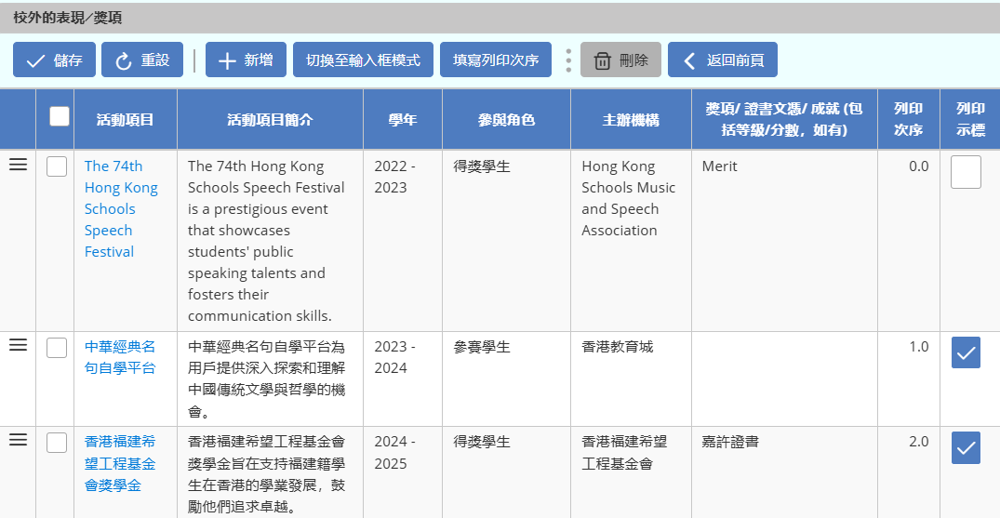 校外的表現/獎項
儲存 重設 新增 切換至輸入框模式 填寫列印次序 刪除 返回前頁
活動項目 活動項目簡介 學年 參與角色 主辦機構 獎項/ 證書文憑/ 成就 (包 列印 列印
括等級/分數，如有) 次序 示標
The 74th The 74th Hong Kong 2022 - 得獎學生 Hong Kong Merit 0.0
Hong Kong Schools Speech Festival 2023 Schools Music
Schools is a prestigious event and Speech
Speech that showcases Association
Festival students' public
speaking talents and
fosters their
communication skills.
中華經典名 中華經典名句自學平台為 2023 - 參賽學生 香港教育城 1.0
句自學平台 用戶提供深入探索和理解 2024
中國傳統文學與哲學的機
會。
香港福建希 香港福建希望工程基金會 2024 - 得獎學生 香港福建希望 嘉許證書 2.0
望工程基金 獎學金旨在支持福建籍學 2025 工程基金會
會獎學金 生在香港的學業發展，鼓
勵他們追求卓越。